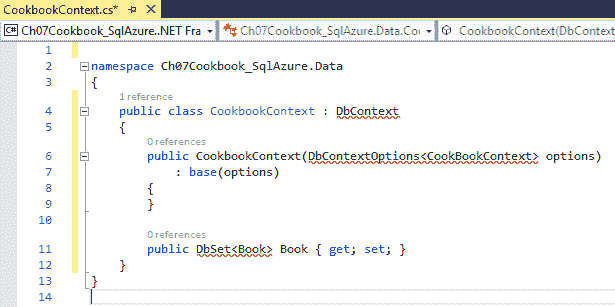 CookbookContext.cs*
Ch07Cookbook_SqlAzure..NET Fra Ch07Cookbook_SqlAzure.Data.Coo CookbookContext(DbContext
1
2 namespace Ch07Cookbook_SqlAzure.Data
3 {
1 reference
4 public class CookbookContext : DbContext
5 {
0 references
6 public CookbookContext(DbContextOptions<CookBookContext> options)
7 : base(options)
8 {
9 }
10
0 references
11 public DbSet<Book> Book { get; set; }
12 }
13 }
14